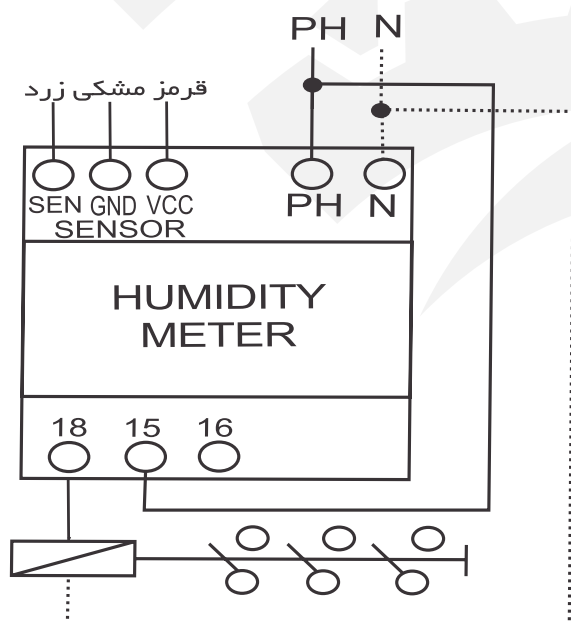 PH N
زرد مشکی قرمز
SEN GND VCC
SENSOR
PH N
HUMIDITY
METER
18 15 16